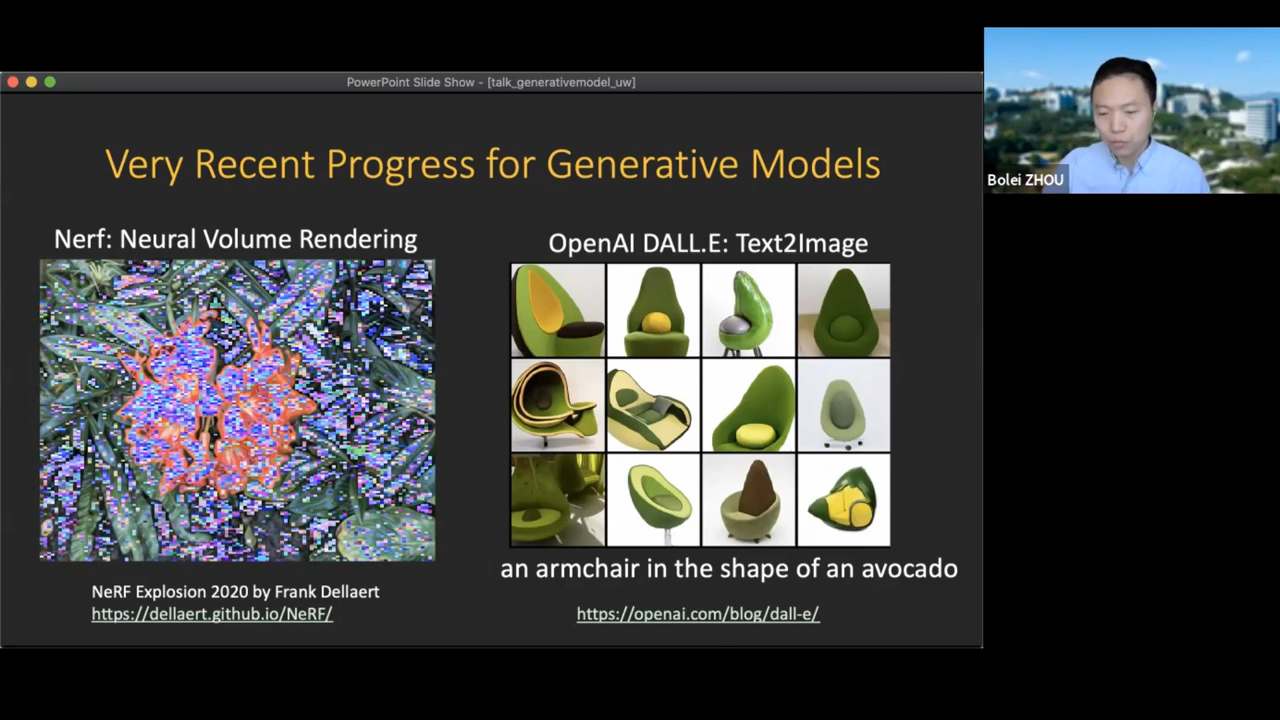 PowerPoint Slide Show - [talk_generativemodel_uw]
Very Recent Progress for Generative Models
Nerf: Neural Volume Rendering
OpenAI DALL.E: Text2Image
an armchair in the shape of an avocado
NeRF Explosion 2020 by Frank Dellaert
https://dellaert.github.io/NeRF/
https://openai.com/blog/dall-e/
Bolei ZHOU